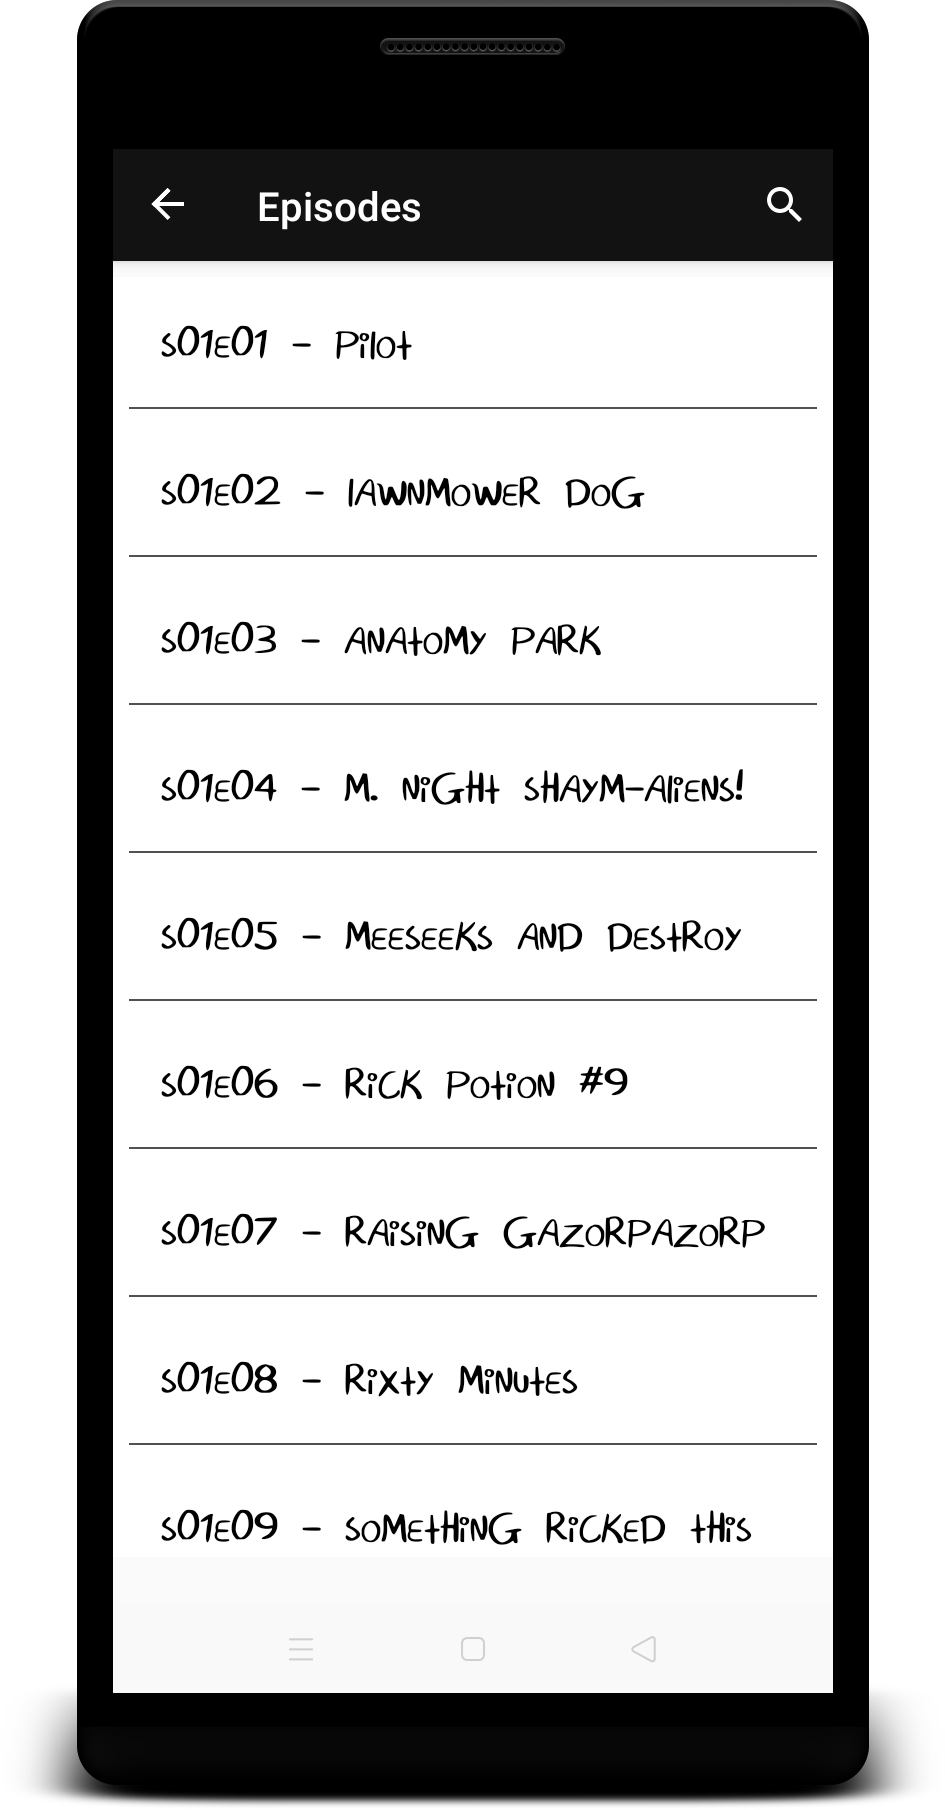 Episodes
S01E01 - Pilot
S01E02 - Lawnmower Dog
S01E03 - Anatomy Park
S01E04 - M. Night Shaym-Aliens!
S01E05 - Meeseeks and Destroy
S01E06 - Rick Potion #9
S01E07 - Raising Gazorpazorp
S01E08 - Rixty Minutes
S01E09 - Something Ricked This